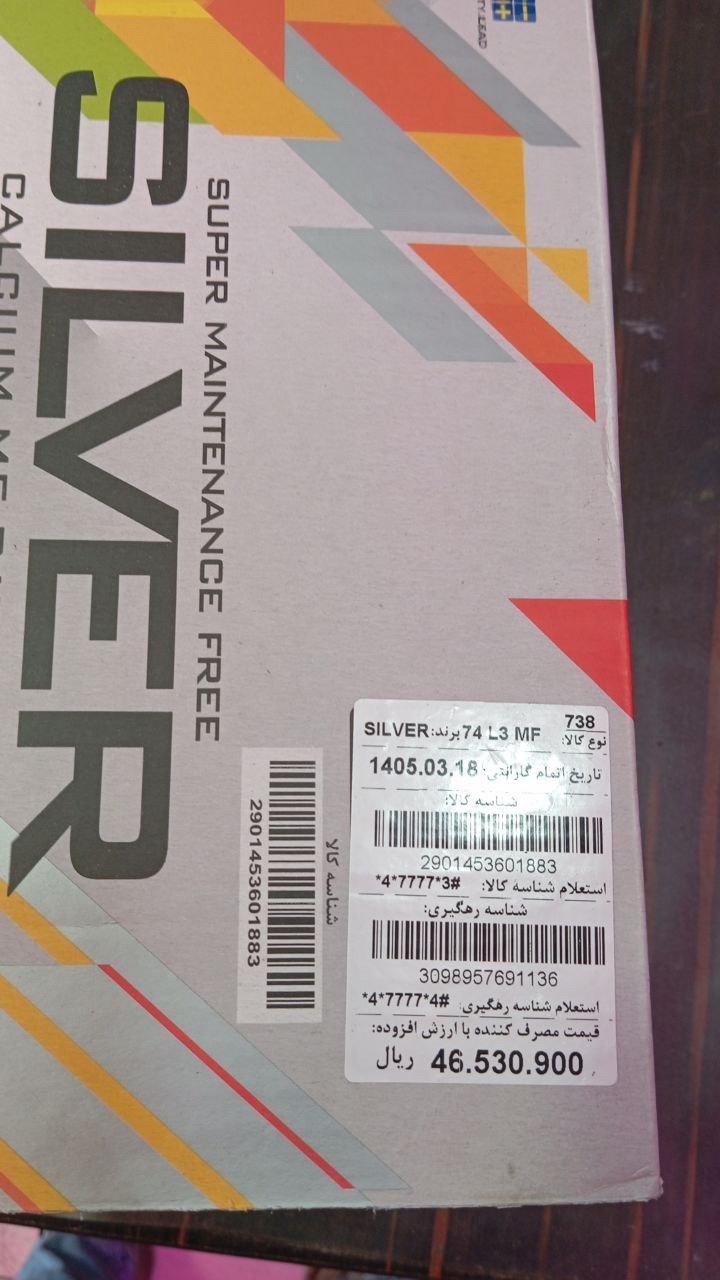 SILVER
SUPER MAINTENANCE FREE
CALCIUM
738
نوع کالا: 74 L3 MF برند: SILVER
تاریخ اتمام گارانتی: 1405.03.18
شناسه کالا:
2901453601883
استعلام شناسه کالا: *4*7777*3#
شناسه رهگیری:
3098957691136
استعلام شناسه رهگیری: *4*7777*4#
قیمت مصرف کننده با ارزش افزوده:
46.530.900 ریال
شناسه کالا
2901453601883